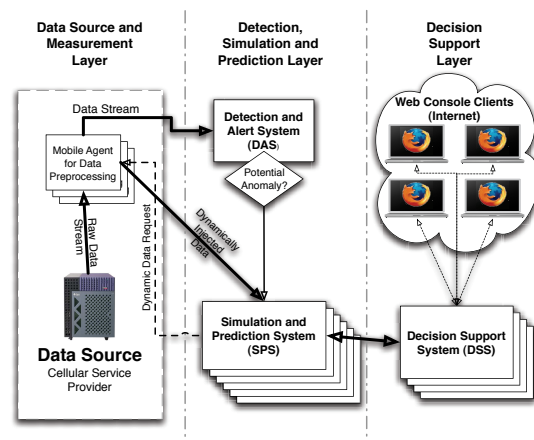 Data Source and
Measurement
Layer
Detection,
Simulation and
Prediction Layer
Decision
Support
Layer
Data Stream
Mobile Agent
for Data
Preprocessing
Raw Data
Stream
Dynamic Data Request
Data Source
Cellular Service
Provider
Detection and
Alert System
(DAS)
Potential
Anomaly?
Dynamically
Injected
Data
Simulation and
Prediction System
(SPS)
Web Console Clients
(Internet)
Decision Support
System (DSS)